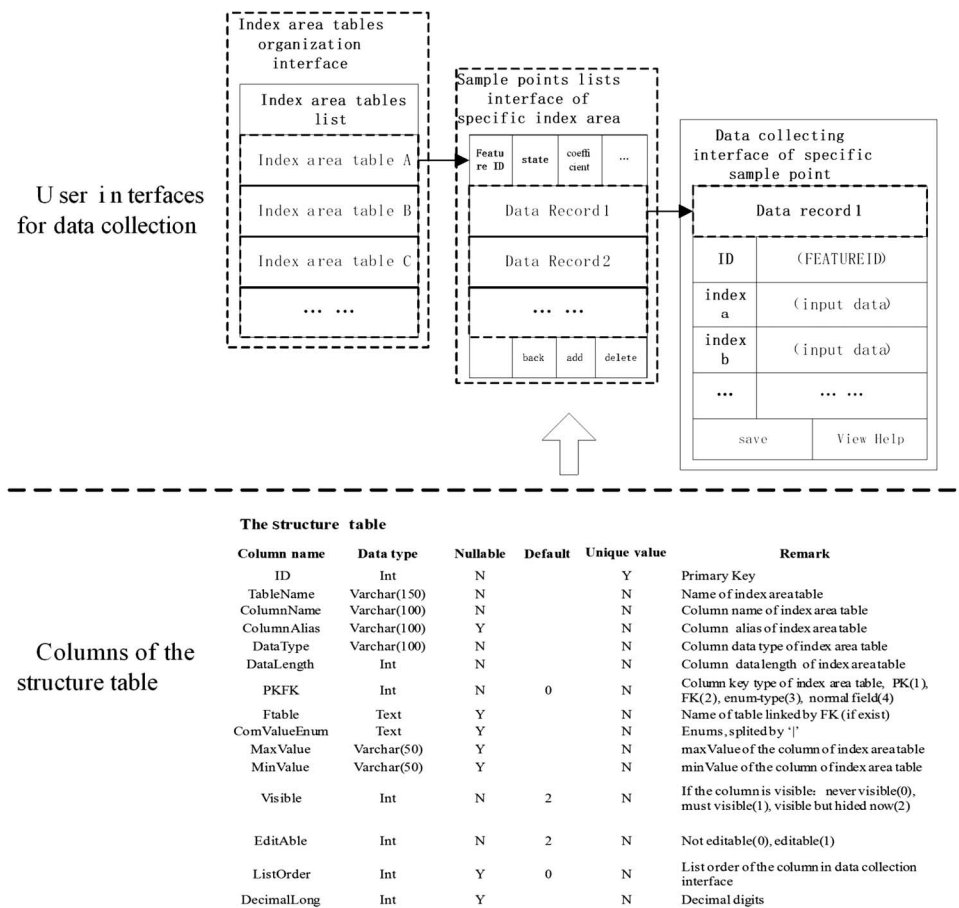 Index area tables
organization
interface
Index area tables
list
Index area table A
Index area table B
Index area table C
... ...
Sample points lists
interface of
specific index area
Featu
re ID
state
coeffi
cient
...
Data Record1
Data Record2
... ...
back
add
delete
Data collecting
interface of specific
sample point
Data record1
ID
(FEATUREID)
index
a
(input data)
index
b
(input data)
...
... ...
save
View Help
User interfaces
for data collection
The structure table
Column name Data type Nullable Default Unique value Remark
ID Int N Y Primary Key
TableName Varchar(150) N N Name of index area table
ColumnName Varchar(100) N N Column name of index area table
ColumnAlias Varchar(100) Y N Column alias of index area table
DataType Varchar(100) N N Column data type of index area table
DataLength Int N N Column data length of index area table
PKFK Int N 0 N Column key type of index area table, PK(1),
FK(2), enum-type(3), normal field(4)
Ftable Text Y N Name of table linked by FK (if exist)
ComValueEnum Text Y N Enums, splited by '|'
MaxValue Varchar(50) Y N maxValue of the column of index area table
MinValue Varchar(50) Y N minValue of the column of index area table
Visible Int N 2 N If the column is visible: never visible(0),
must visible(1), visible but hided now(2)
EditAble Int N 2 N Not editable(0), editable(1)
ListOrder Int Y 0 N List order of the column in data collection
interface
DecimalLong Int Y N Decimal digits
Columns of the
structure table